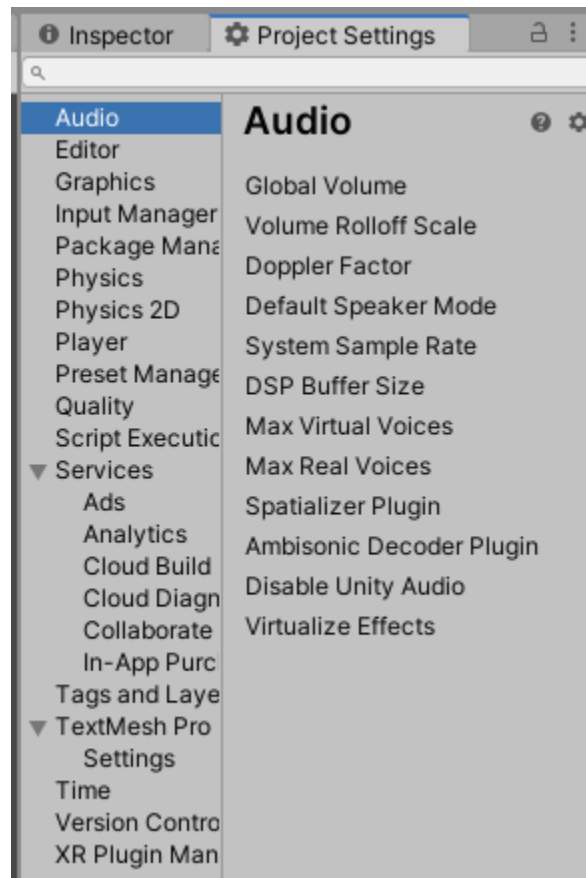 Inspector
Project Settings
Audio
Editor
Graphics
Input Manager
Package Mana
Physics
Physics 2D
Player
Preset Manage
Quality
Script Executic
Services
Ads
Analytics
Cloud Build
Cloud Diagn
Collaborate
In-App Purc
Tags and Laye
TextMesh Pro
Settings
Time
Version Contro
XR Plugin Man
Audio
Global Volume
Volume Rolloff Scale
Doppler Factor
Default Speaker Mode
System Sample Rate
DSP Buffer Size
Max Virtual Voices
Max Real Voices
Spatializer Plugin
Ambisonic Decoder Plugin
Disable Unity Audio
Virtualize Effects